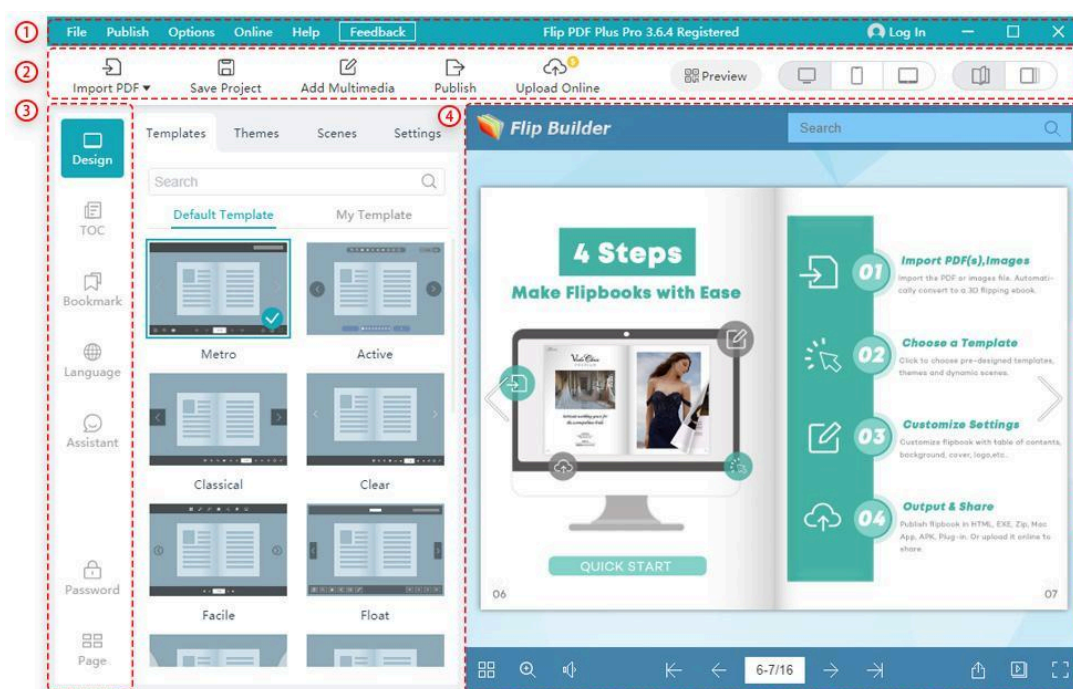 ①
File Publish Options Online Help Feedback Flip PDF Plus Pro 3.6.4 Registered Log In
②
Import PDF Save Project Add Multimedia Publish Upload Online Preview
③
Design
TOC
Bookmark
Language
Assistant
Password
Page
④
Templates Themes Scenes Settings
Search
Default Template My Template
Metro Active
Classical Clear
Facile Float
Flip Builder Search
4 Steps
Make Flipbooks with Ease
QUICK START
06
01 Import PDF(s),Images
Import the PDF or images file. Automati-
cally convert to a 3D flipping ebook.
02 Choose a Template
Click to choose pre-designed templates,
themes and dynamic scenes.
03 Customize Settings
Customize flipbook with table of contents,
background, cover, logo,etc..
04 Output & Share
Publish flipbook in HTML, EXE, Zip, Mac
App, APK, Plug-in. Or upload it online to
share.
07
6-7/16